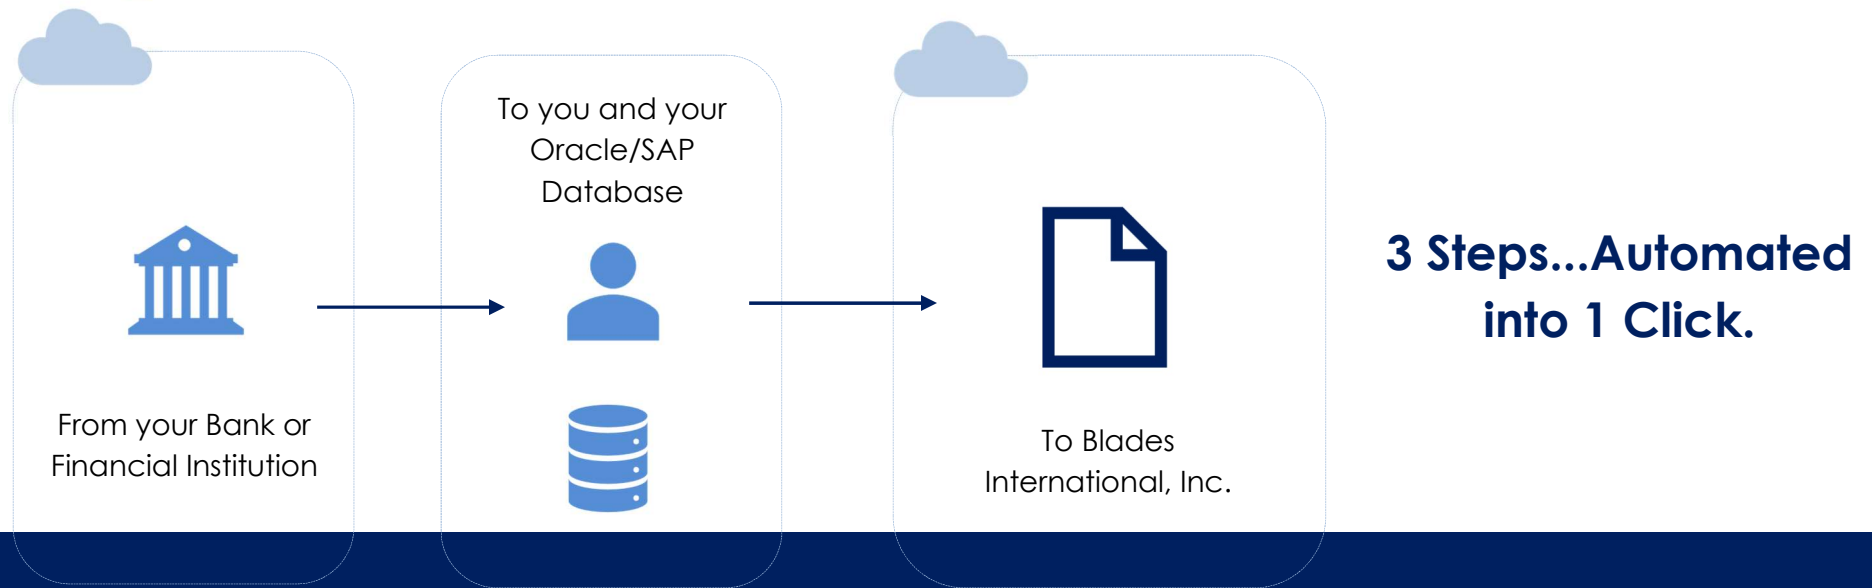 To you and your
Oracle/SAP
Database
From your Bank or
Financial Institution
To Blades
International, Inc.
3 Steps...Automated
into 1 Click.